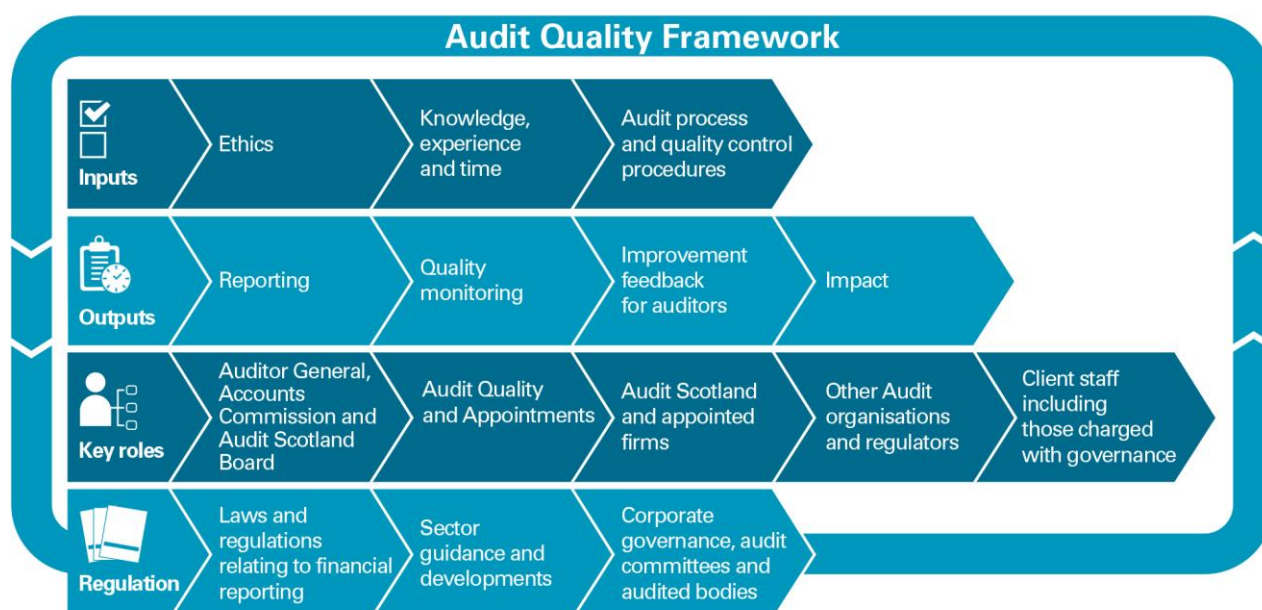 Audit Quality Framework
Inputs
Ethics
Knowledge,
experience
and time
Audit process
and quality control
procedures
Outputs
Reporting
Quality
monitoring
Improvement
feedback
for auditors
Impact
Key roles
Auditor General,
Accounts
Commission and
Audit Scotland
Board
Audit Quality
and Appointments
Audit Scotland
and appointed
firms
Other Audit
organisations
and regulators
Client staff
including
those charged
with governance
Regulation
Laws and
regulations
relating to financial
reporting
Sector
guidance and
developments
Corporate
governance, audit
committees and
audited bodies